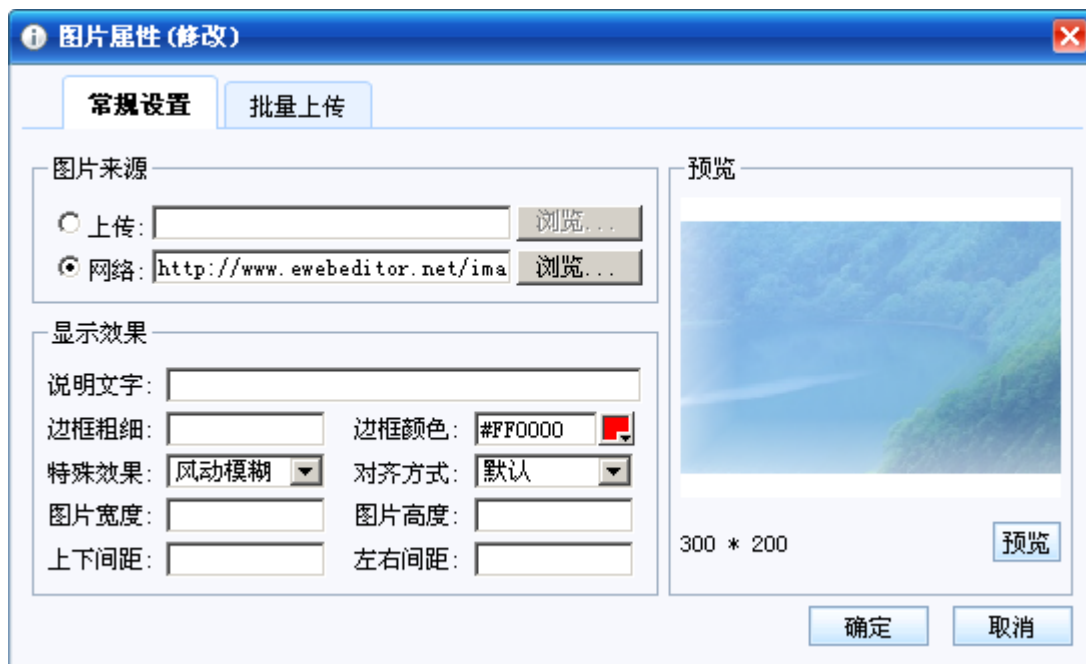 图片属性(修改)
常规设置 批量上传
图片来源
上传: 浏览...
网络: http://www.ewebeditor.net/ima 浏览...
显示效果
说明文字:
边框粗细: 边框颜色: #FF0000
特殊效果: 风动模糊 对齐方式: 默认
图片宽度: 图片高度:
上下间距: 左右间距:
预览
300 * 200 预览
确定 取消